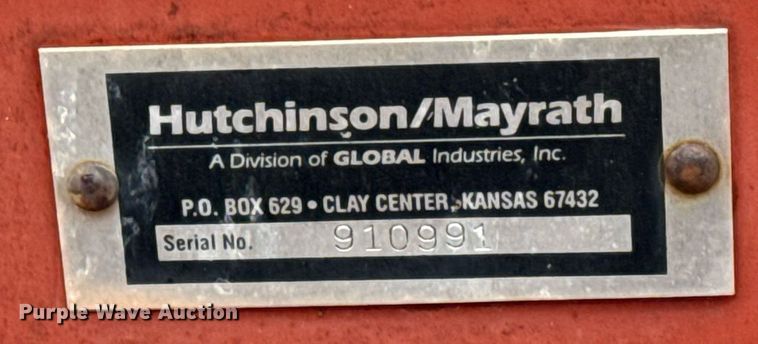 Hutchinson/Mayrath
A Division of GLOBAL Industries, Inc.
P.O. BOX 629 • CLAY CENTER, KANSAS 67432
Serial No. 910991
Purple Wave Auction